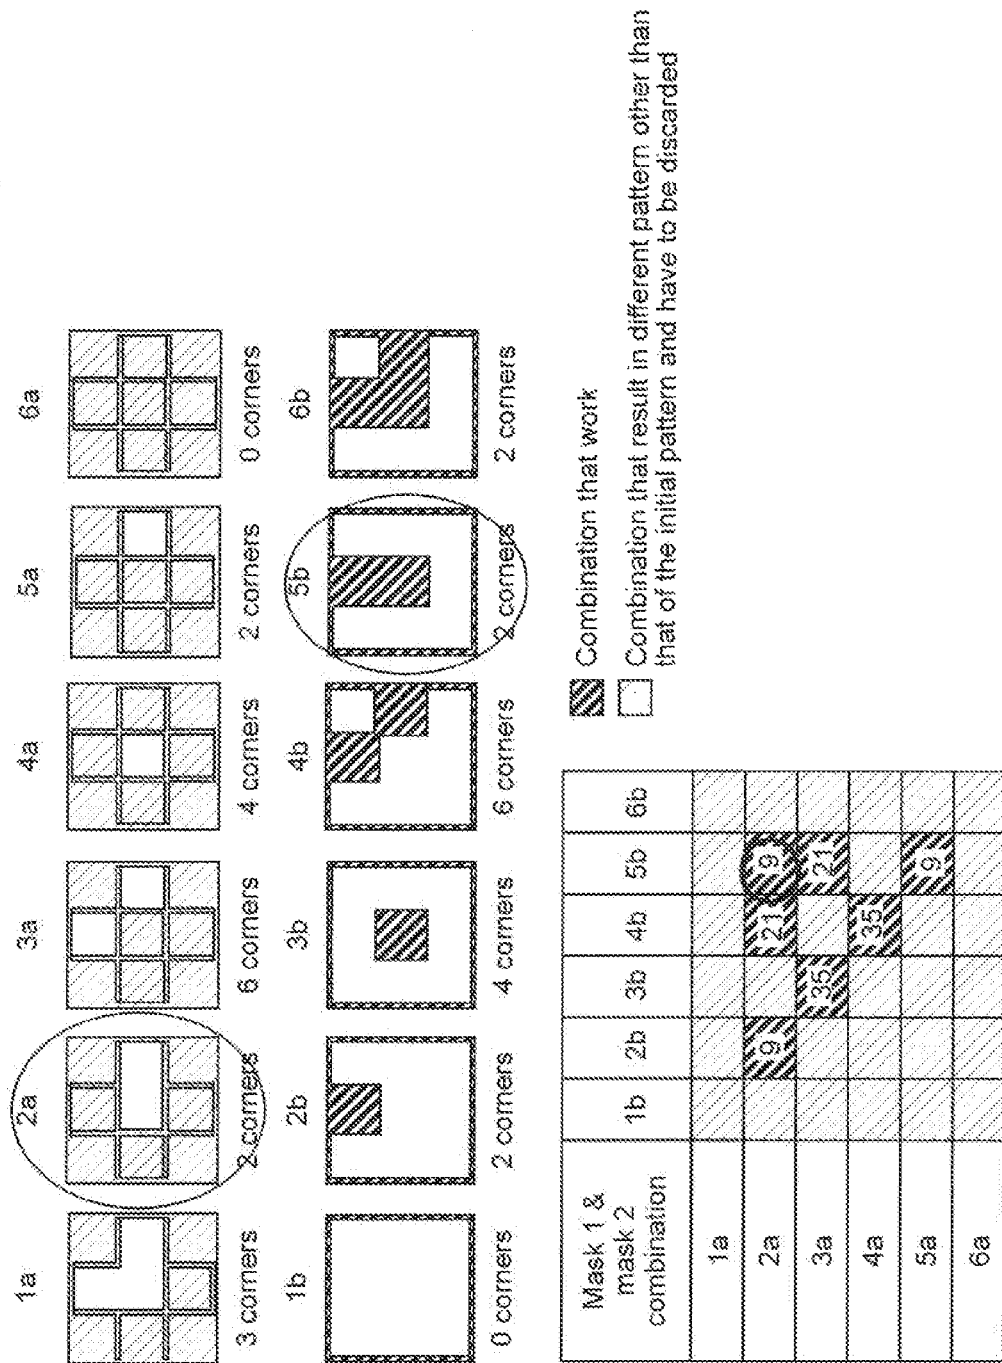 1a 2a 3a 4a 5a 6a
3 corners 2 corners 6 corners 4 corners 2 corners 0 corners
1b 2b 3b 4b 5b 6b
0 corners 2 corners 4 corners 6 corners 2 corners 2 corners
Combination that work
Combination that result in different pattern other than
that of the initial pattern and have to be discarded
Mask 1 &
mask 2
combination
1b 2b 3b 4b 5b 6b
1a
2a 9 21 9
3a 35 21
4a 35
5a 9
6a